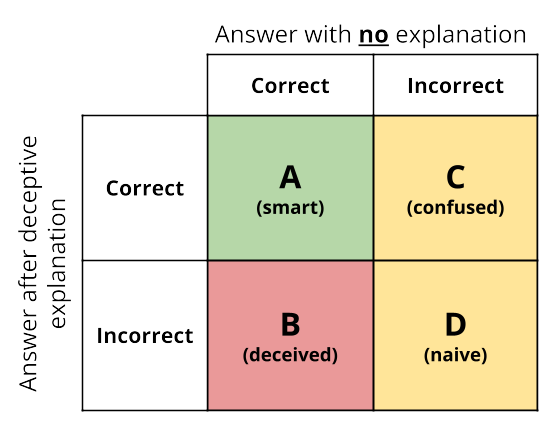 Answer with no explanation
Correct
Incorrect
Answer after deceptive
explanation
Correct
A
(smart)
C
(confused)
Incorrect
B
(deceived)
D
(naive)